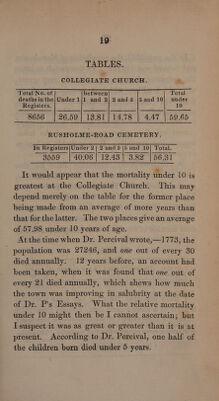 19
TABLES.
COLLEGIATE CHURCH.
Total No. of deaths in the Registers. | Under 1 | between 1 and 2 | 2 and 5 | 5 and 10 | Total under 10
8656 | 26.59 | 13.81 | 14.78 | 4.47 | 59.65
RUSHOLME-ROAD CEMETERY.
In Registers | Under 2 | 2 and 5 | 5 and 10 | Total.
3559 | 40.06 | 12.43 | 3.82 | 56,31
It would appear that the mortality under 10 is
greatest at the Collegiate Church. This may
depend merely on the table for the former place
being made from an average of more years than
that for the latter. The two places give an average
of 57.98 under 10 years of age.
At the time when Dr. Percival wrote,—1773, the
population was 27246, and one out of every 30
died annually. 12 years before, an account had
been taken, when it was found that one out of
every 21 died annually, which shews how much
the town was improving in salubrity at the date
of Dr. P's Essays. What the relative mortality
under 10 might then be I cannot ascertain; but
I suspect it was as great or greater than it is at
present. According to Dr. Percival, one half of
the children born died under 5 years.